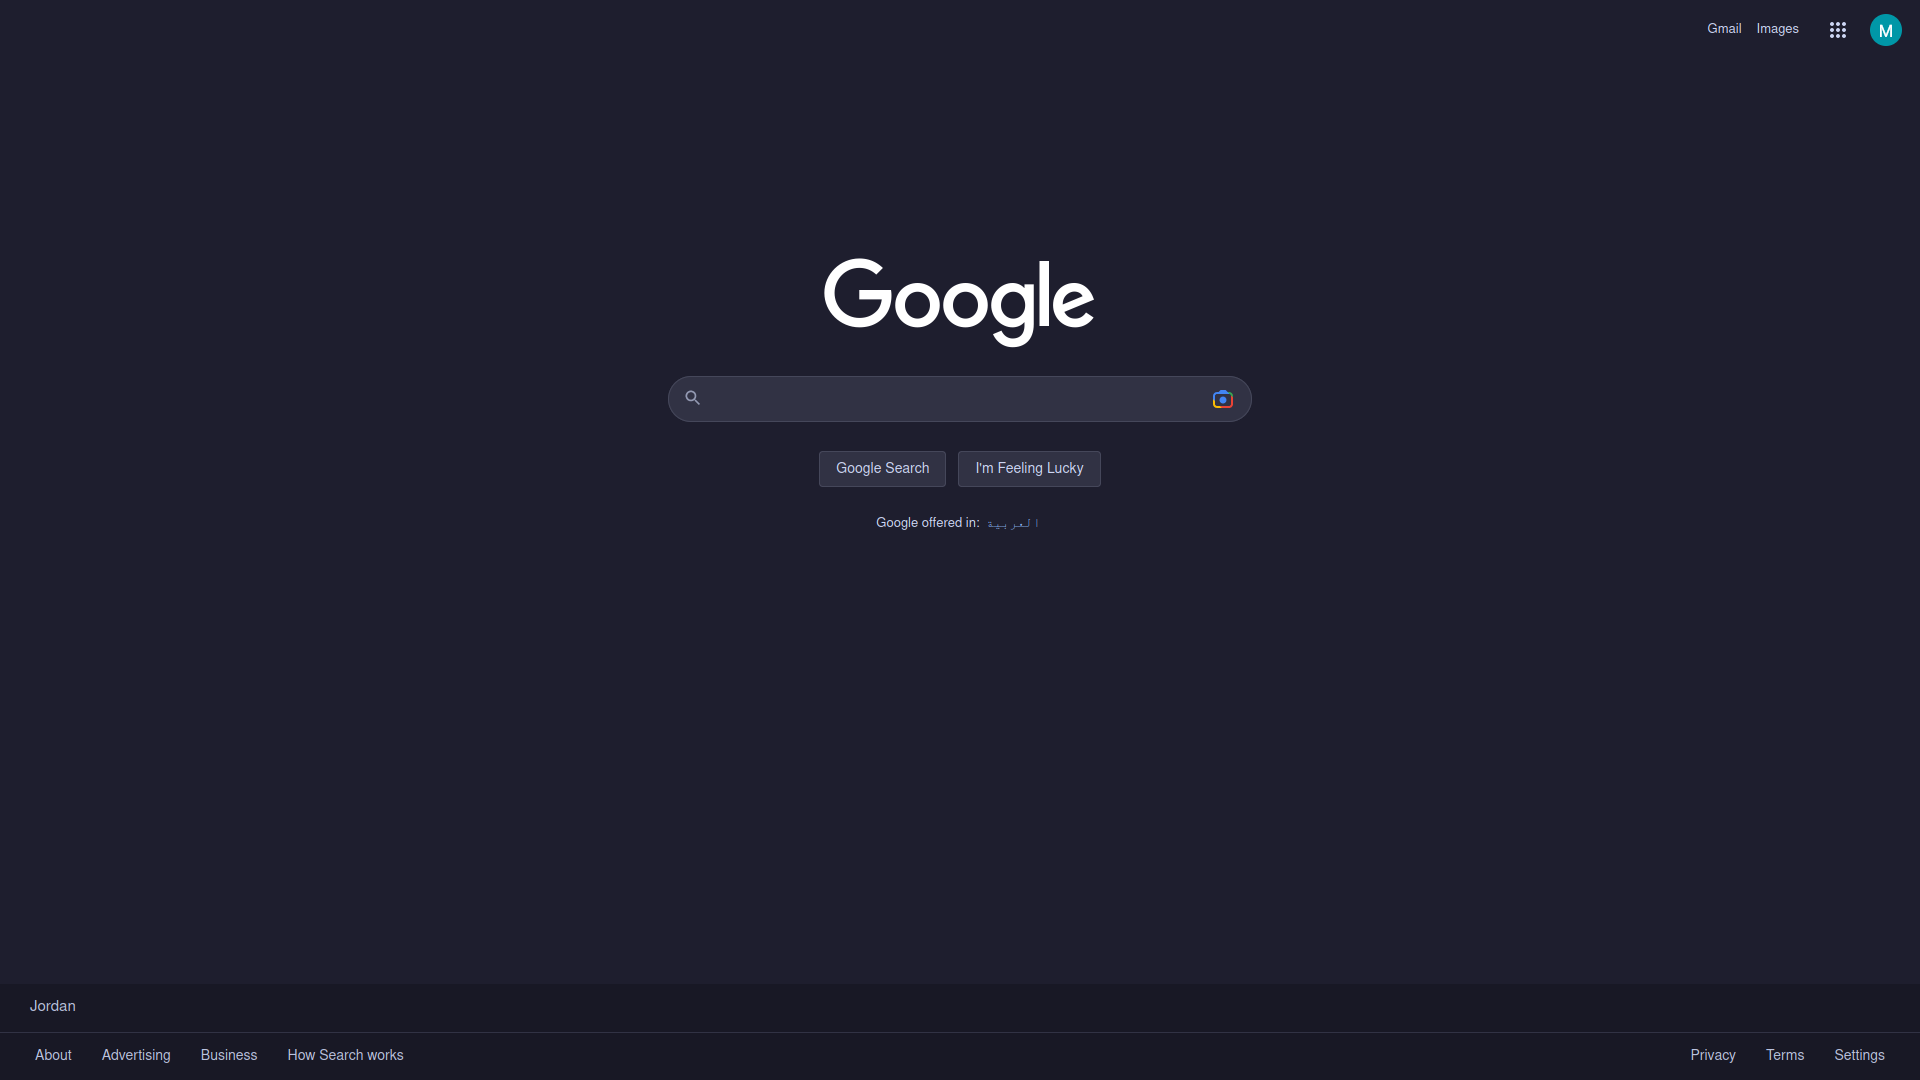 Gmail Images M
Google
Google Search I'm Feeling Lucky
Google offered in: العربية
Jordan
About Advertising Business How Search works Privacy Terms Settings